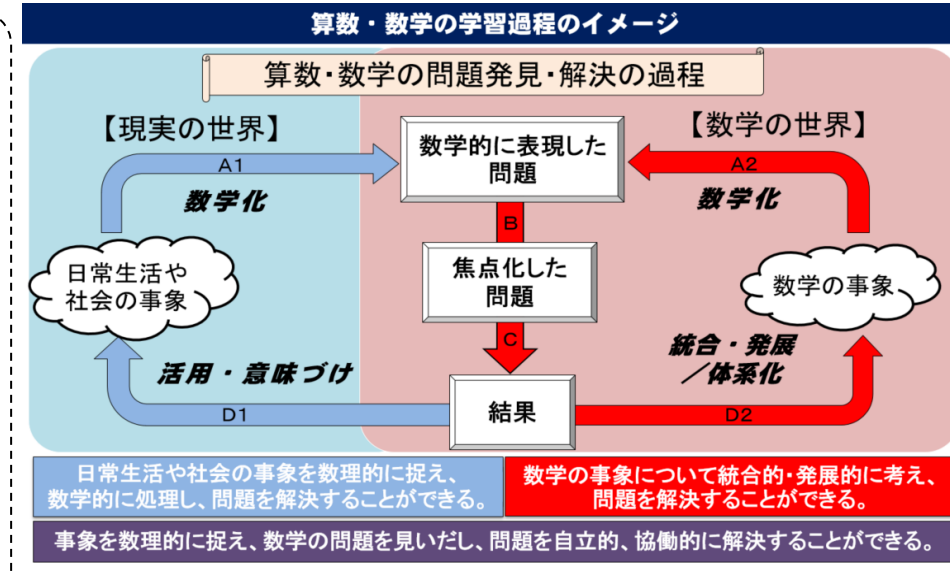 算数・数学の学習過程のイメージ
算数・数学の問題発見・解決の過程
【現実の世界】
【数学の世界】
数学的に表現した
問題
A1
数学化
A2
数学化
B
日常生活や
社会の事象
焦点化した
問題
数学の事象
C
活用・意味づけ
統合・発展
／体系化
D1
結果
D2
日常生活や社会の事象を数理的に捉え、
数学的に処理し、問題を解決することができる。
数学の事象について統合的・発展的に考え、
問題を解決することができる。
事象を数理的に捉え、数学の問題を見いだし、問題を自立的、協働的に解決することができる。